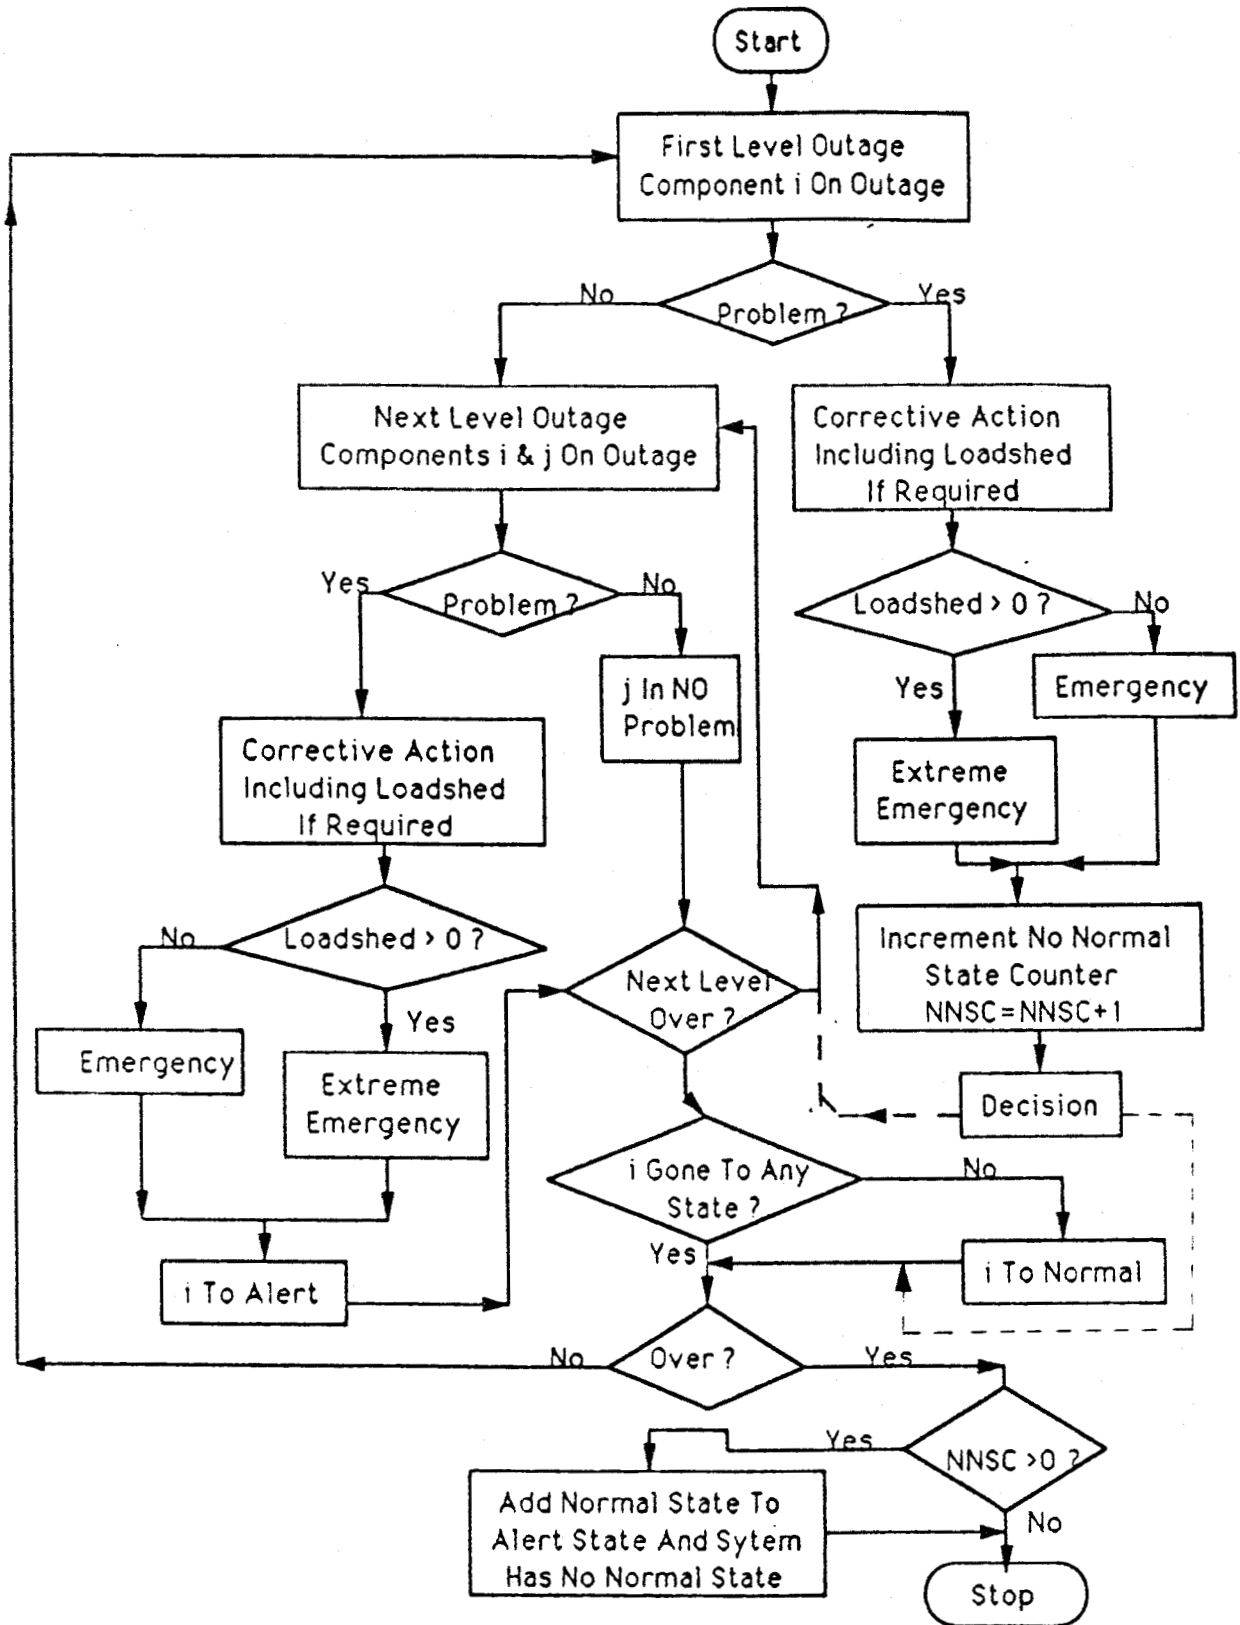 Start
First Level Outage
Component i On Outage
No
Problem ?
Yes
Next Level Outage
Components i & j On Outage
Corrective Action
Including Loadshed
If Required
Yes
Problem ?
No
Loadshed > 0 ?
No
j In NO
Problem
Yes
Emergency
Corrective Action
Including Loadshed
If Required
Extreme
Emergency
No
Loadshed > 0 ?
Next Level
Over ?
Increment No Normal
State Counter
NNSC=NNSC+1
Yes
Emergency
Extreme
Emergency
Decision
i Gone To Any
State ?
No
Yes
i To Normal
i To Alert
No
Over ?
Yes
Yes
NNSC >0 ?
Add Normal State To
Alert State And Sytem
Has No Normal State
No
Stop